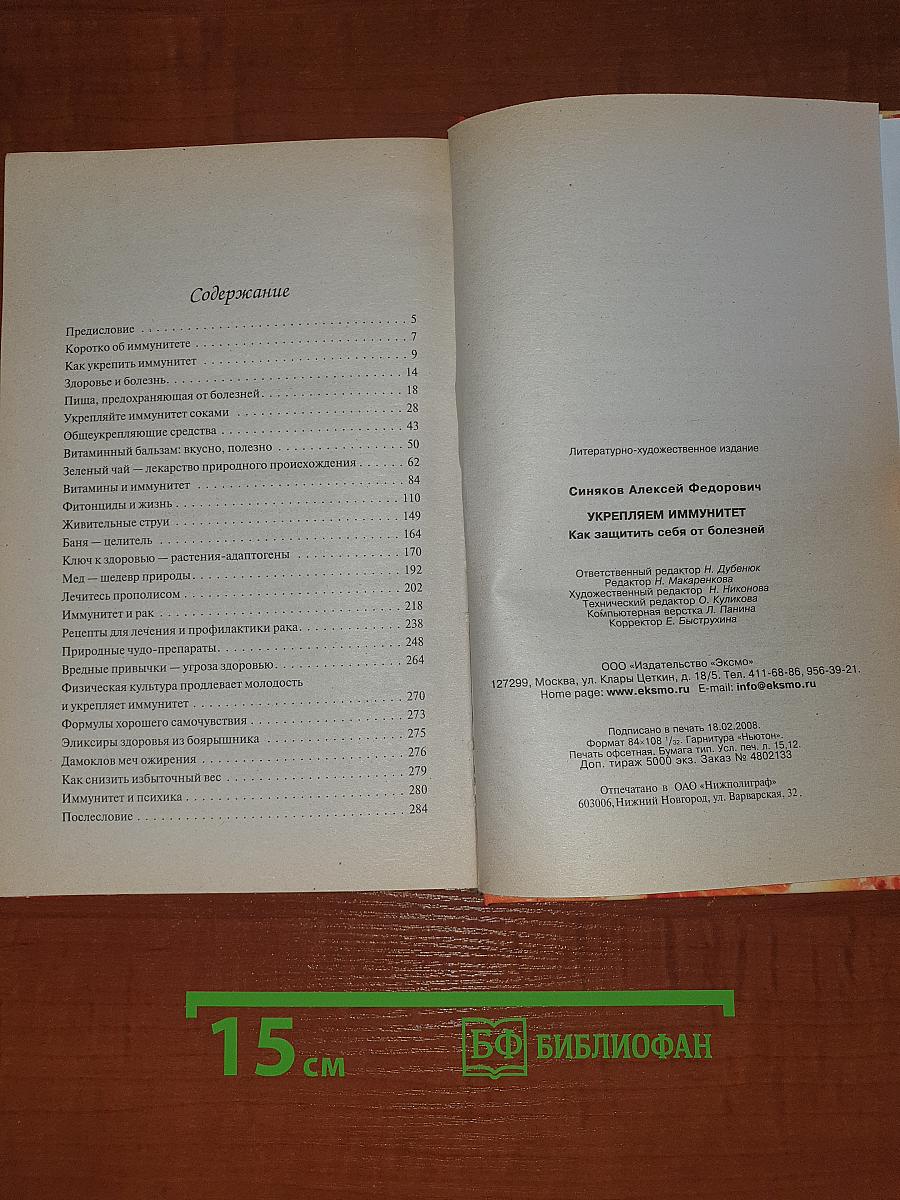 Содержание
Предисловие . . . . . . . . . . . . . . . . . . . . . . . . . . . . . . . . . 5
Коротко об иммунитете . . . . . . . . . . . . . . . . . . . . . . . . . . 7
Как укрепить иммунитет . . . . . . . . . . . . . . . . . . . . . . . . . 9
Здоровье и болезнь. . . . . . . . . . . . . . . . . . . . . . . . . . . . . 14
Пища, предохраняющая от болезней . . . . . . . . . . . . . . . . . . 18
Укрепляйте иммунитет соками . . . . . . . . . . . . . . . . . . . . . 28
Общеукрепляющие средства . . . . . . . . . . . . . . . . . . . . . . . 43
Витаминный бальзам: вкусно, полезно . . . . . . . . . . . . . . . . 50
Зеленый чай — лекарство природного происхождения . . . . . . 62
Витамины и иммунитет . . . . . . . . . . . . . . . . . . . . . . . . . . 84
Фитонциды и жизнь . . . . . . . . . . . . . . . . . . . . . . . . . . . . 110
Живительные струи . . . . . . . . . . . . . . . . . . . . . . . . . . . . 149
Баня — целитель . . . . . . . . . . . . . . . . . . . . . . . . . . . . . . 164
Ключ к здоровью — растения-адаптогены . . . . . . . . . . . . . . 170
Мед — шедевр природы . . . . . . . . . . . . . . . . . . . . . . . . . . 192
Лечитесь прополисом . . . . . . . . . . . . . . . . . . . . . . . . . . . 202
Иммунитет и рак . . . . . . . . . . . . . . . . . . . . . . . . . . . . . . 218
Рецепты для лечения и профилактики рака. . . . . . . . . . . . . 238
Природные чудо-препараты. . . . . . . . . . . . . . . . . . . . . . . 248
Вредные привычки — угроза здоровью . . . . . . . . . . . . . . . . 264
Физическая культура продлевает молодость
и укрепляет иммунитет . . . . . . . . . . . . . . . . . . . . . . . . . . 270
Формулы хорошего самочувствия . . . . . . . . . . . . . . . . . . . 273
Эликсиры здоровья из боярышника . . . . . . . . . . . . . . . . . . 275
Дамоклов меч ожирения . . . . . . . . . . . . . . . . . . . . . . . . . 276
Как снизить избыточный вес . . . . . . . . . . . . . . . . . . . . . . 279
Иммунитет и психика . . . . . . . . . . . . . . . . . . . . . . . . . . . 280
Послесловие . . . . . . . . . . . . . . . . . . . . . . . . . . . . . . . . . 284
Литературно-художественное издание
Синяков Алексей Федорович
УКРЕПЛЯЕМ ИММУНИТЕТ
Как защитить себя от болезней
Ответственный редактор Н. Дубенюк
Редактор Н. Макаренкова
Художественный редактор Н. Никонова
Технический редактор О. Куликова
Компьютерная верстка Л. Панина
Корректор Е. Быструхина
ООО «Издательство «Эксмо»
127299, Москва, ул. Клары Цеткин, д. 18/5. Тел. 411-68-86, 956-39-21.
Home page: www.eksmo.ru E-mail: info@eksmo.ru
Подписано в печать 18.02.2008.
Формат 84×108 1/32. Гарнитура «Ньютон».
Печать офсетная. Бумага тип. Усл. печ. л. 15,12.
Доп. тираж 5000 экз. Заказ № 4802133
Отпечатано в ОАО «Нижполиграф»
603006, Нижний Новгород, ул. Варварская, 32.
15 см
БФ БИБЛИОФАН